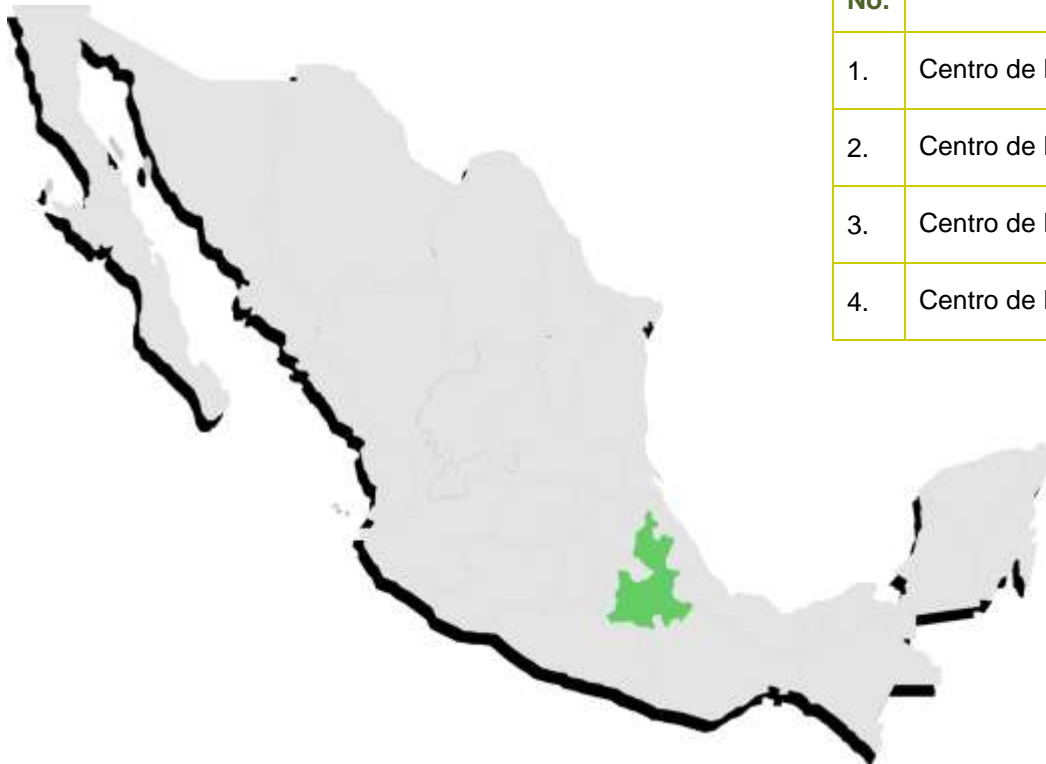 No.
1. Centro de
2. Centro de
3. Centro de
4. Centro de